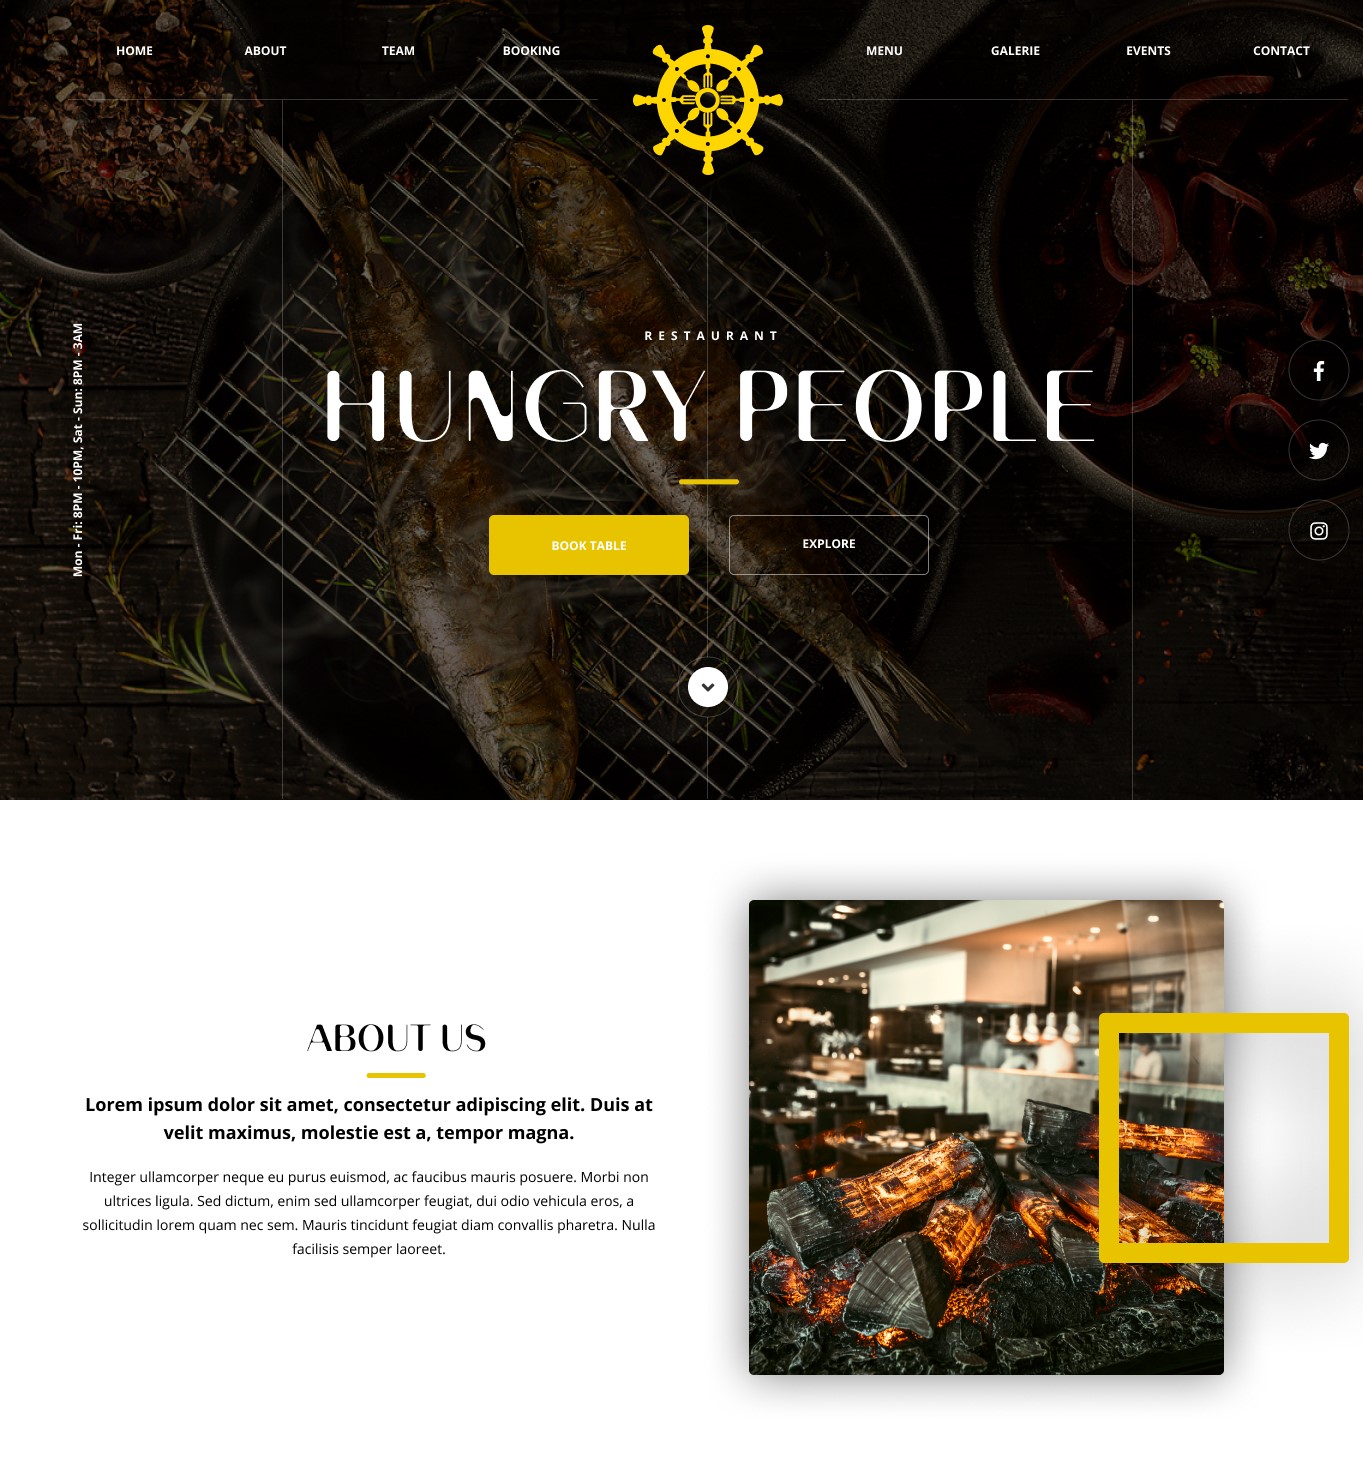 HOME ABOUT TEAM BOOKING MENU GALERIE EVENTS CONTACT
Mon - Fri: 8PM - 10PM, Sat - Sun: 8PM - 3AM
RESTAURANT
HUNGRY PEOPLE
BOOK TABLE EXPLORE
ABOUT US
Lorem ipsum dolor sit amet, consectetur adipiscing elit. Duis at
velit maximus, molestie est a, tempor magna.
Integer ullamcorper neque eu purus euismod, ac faucibus mauris posuere. Morbi non
ultrices ligula. Sed dictum, enim sed ullamcorper feugiat, dui odio vehicula eros, a
sollicitudin lorem quam nec sem. Mauris tincidunt feugiat diam convallis pharetra. Nulla
facilisis semper laoreet.